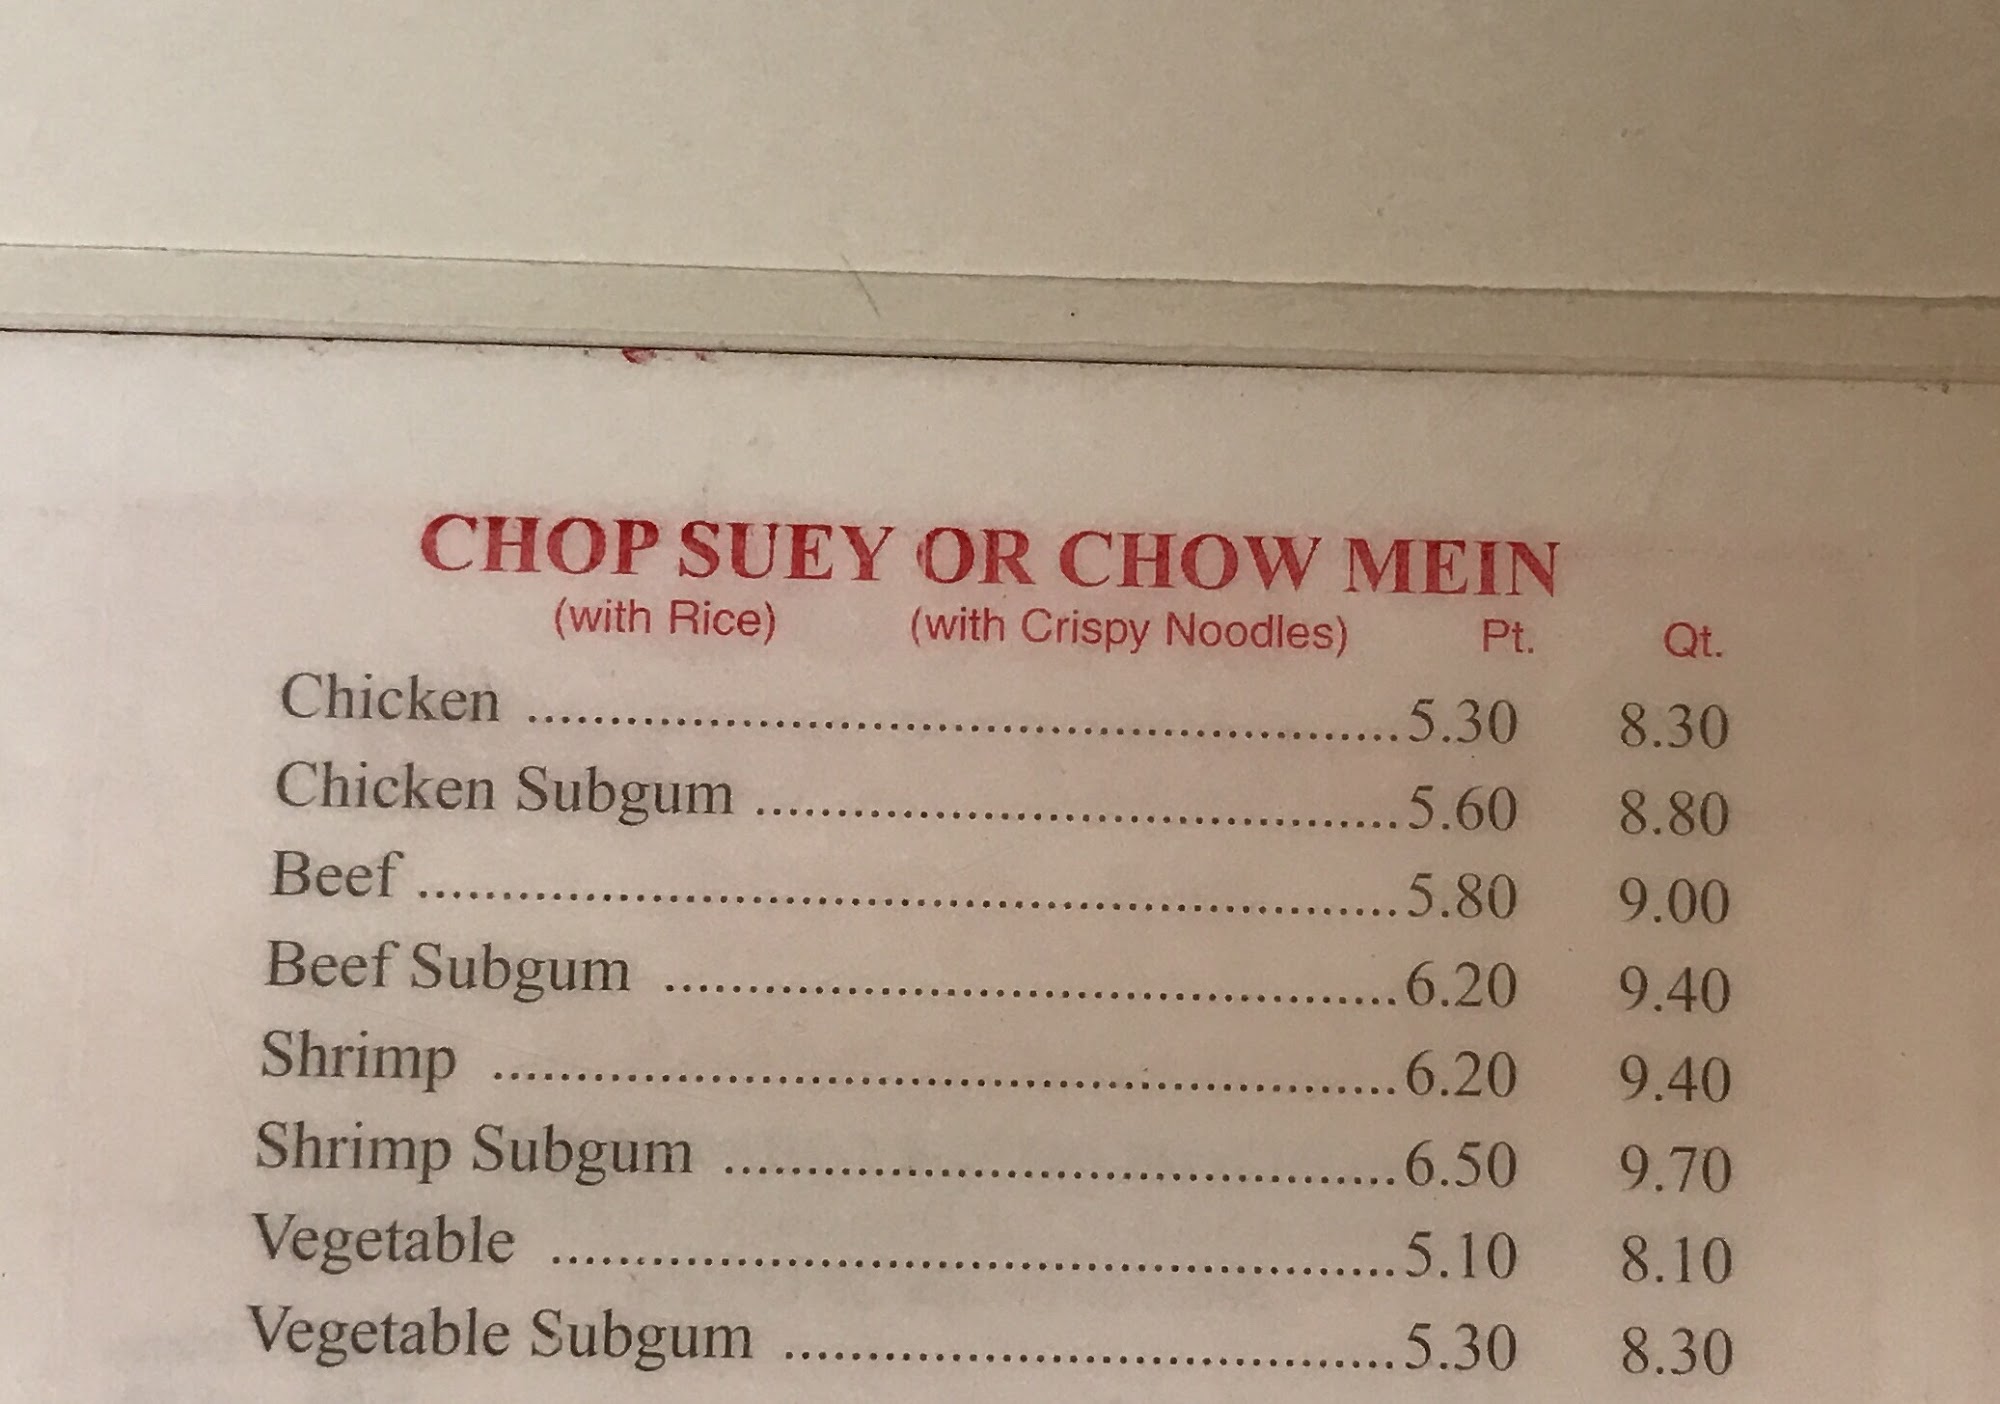 CHOP SUEY OR CHOW MEIN
(with Rice) (with Crispy Noodles) Pt. Qt.
Chicken ................................................................5.30 8.30
Chicken Subgum ................................................5.60 8.80
Beef ........................................................................5.80 9.00
Beef Subgum ......................................................6.20 9.40
Shrimp ..................................................................6.20 9.40
Shrimp Subgum ..................................................6.50 9.70
Vegetable ..............................................................5.10 8.10
Vegetable Subgum .............................................5.30 8.30